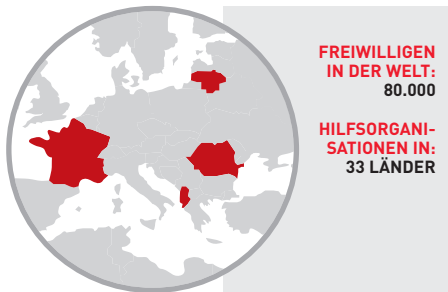 FREIWILLIGEN
IN DER WELT:
80.000
HILFSORGANI-
SATIONEN IN:
33 LÄNDER